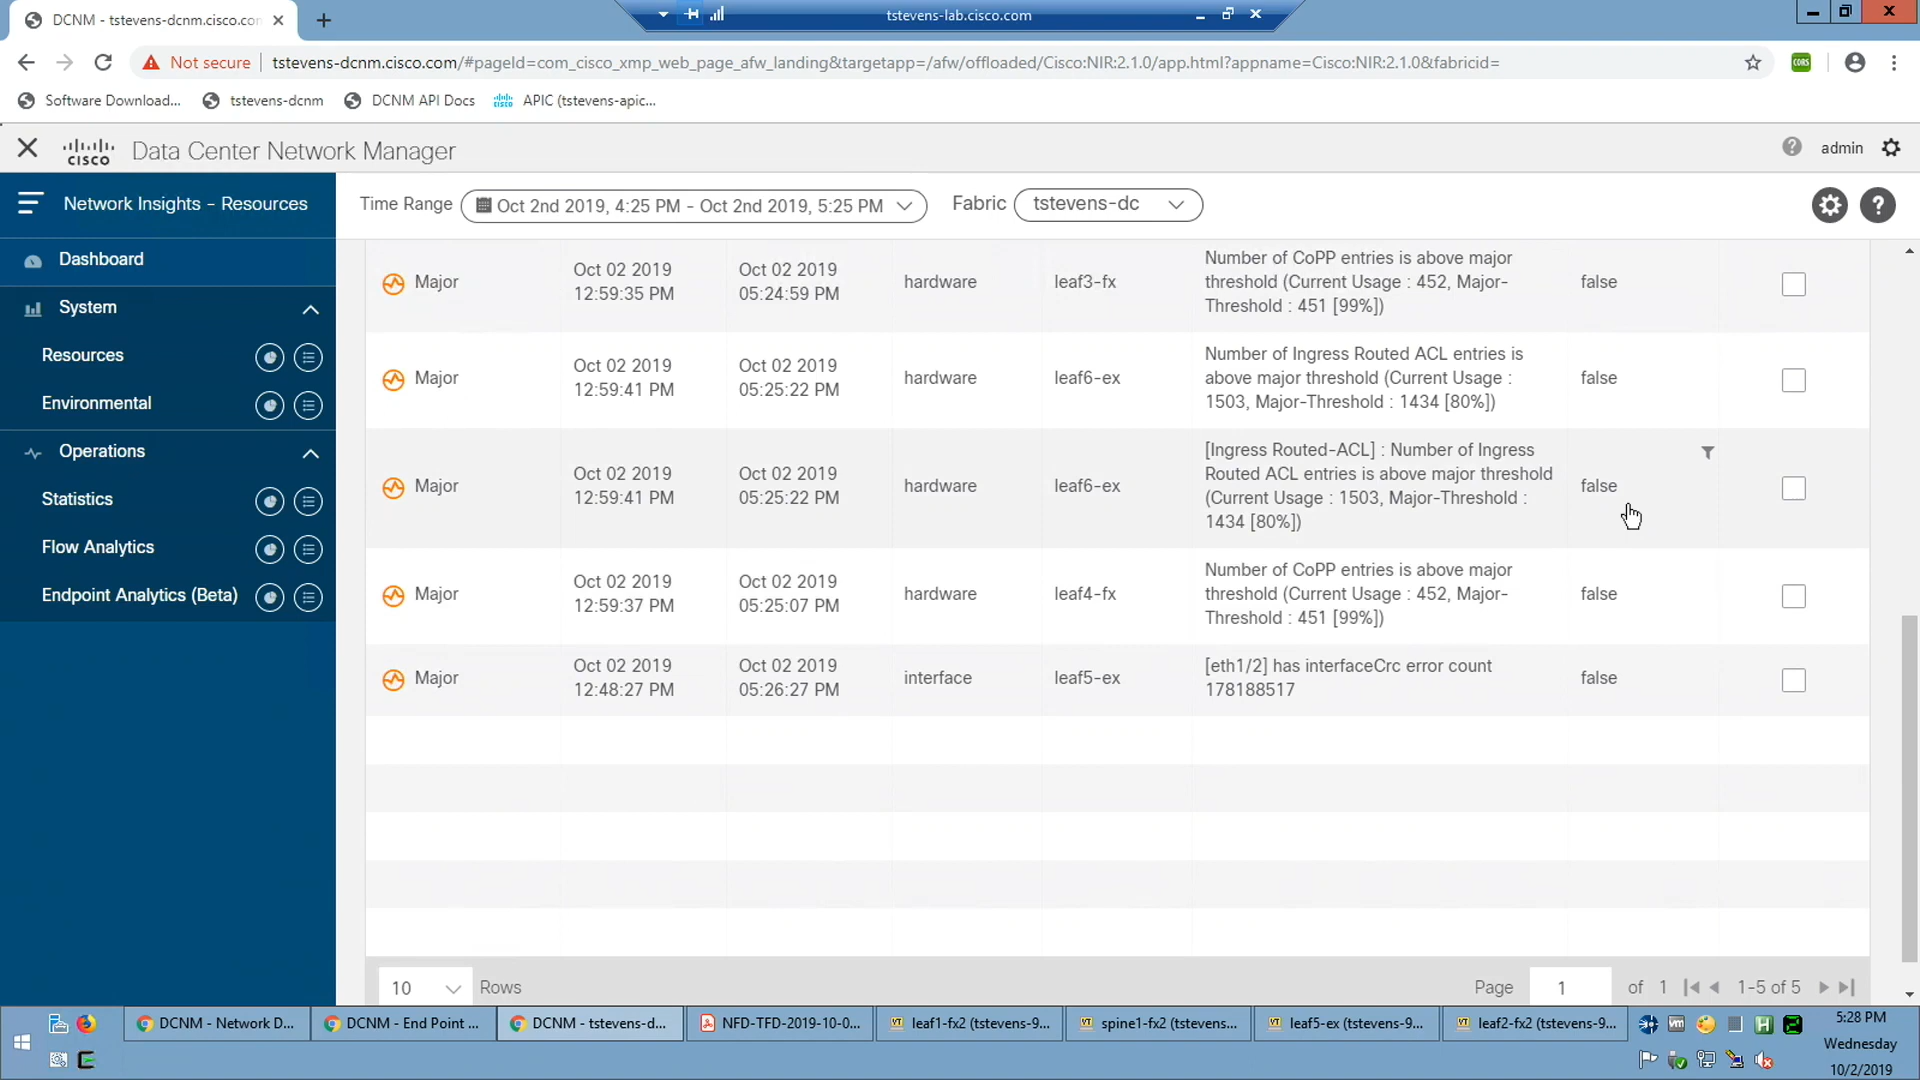 DCNM - tstevens-dcnm.cisco.con
tstevens-lab.cisco.com
Not secure
tstevens-dcnm.cisco.com/#pageId=com_cisco_xmp_web_page_afw_landing&targetapp=/afw/offloaded/Cisco:NIR:2.1.0/app.html?appname=Cisco:NIR:2.1.0&fabricid=
CORS
Software Download...
tstevens-dcnm
DCNM API Docs
APIC (tstevens-apic...
CISCO
Data Center Network Manager
admin
Network Insights - Resources
Time Range
Oct 2nd 2019, 4:25 PM - Oct 2nd 2019, 5:25 PM
Fabric
tstevens-dc
Dashboard
System
Resources
Environmental
Operations
Statistics
Flow Analytics
Endpoint Analytics (Beta)
Major
Oct 02 2019
12:59:35 PM
Oct 02 2019
05:24:59 PM
hardware
leaf3-fx
Number of CoPP entries is above major
threshold (Current Usage : 452, Major-
Threshold : 451 [99%])
false
Major
Oct 02 2019
12:59:41 PM
Oct 02 2019
05:25:22 PM
hardware
leaf6-ex
Number of Ingress Routed ACL entries is
above major threshold (Current Usage :
1503, Major-Threshold : 1434 [80%])
false
Major
Oct 02 2019
12:59:41 PM
Oct 02 2019
05:25:22 PM
hardware
leaf6-ex
[Ingress Routed-ACL] : Number of Ingress
Routed ACL entries is above major threshold
(Current Usage : 1503, Major-Threshold :
1434 [80%])
false
Major
Oct 02 2019
12:59:37 PM
Oct 02 2019
05:25:07 PM
hardware
leaf4-fx
Number of CoPP entries is above major
threshold (Current Usage : 452, Major-
Threshold : 451 [99%])
false
Major
Oct 02 2019
12:48:27 PM
Oct 02 2019
05:26:27 PM
interface
leaf5-ex
[eth1/2] has interfaceCrc error count
178188517
false
10
Rows
Page
1
of 1
1-5 of 5
DCNM - Network D...
DCNM - End Point ...
DCNM - tstevens-d...
NFD-TFD-2019-10-0...
leaf1-fx2 (tstevens-9...
spine1-fx2 (tstevens...
leaf5-ex (tstevens-9...
leaf2-fx2 (tstevens-9...
5:28 PM
Wednesday
10/2/2019